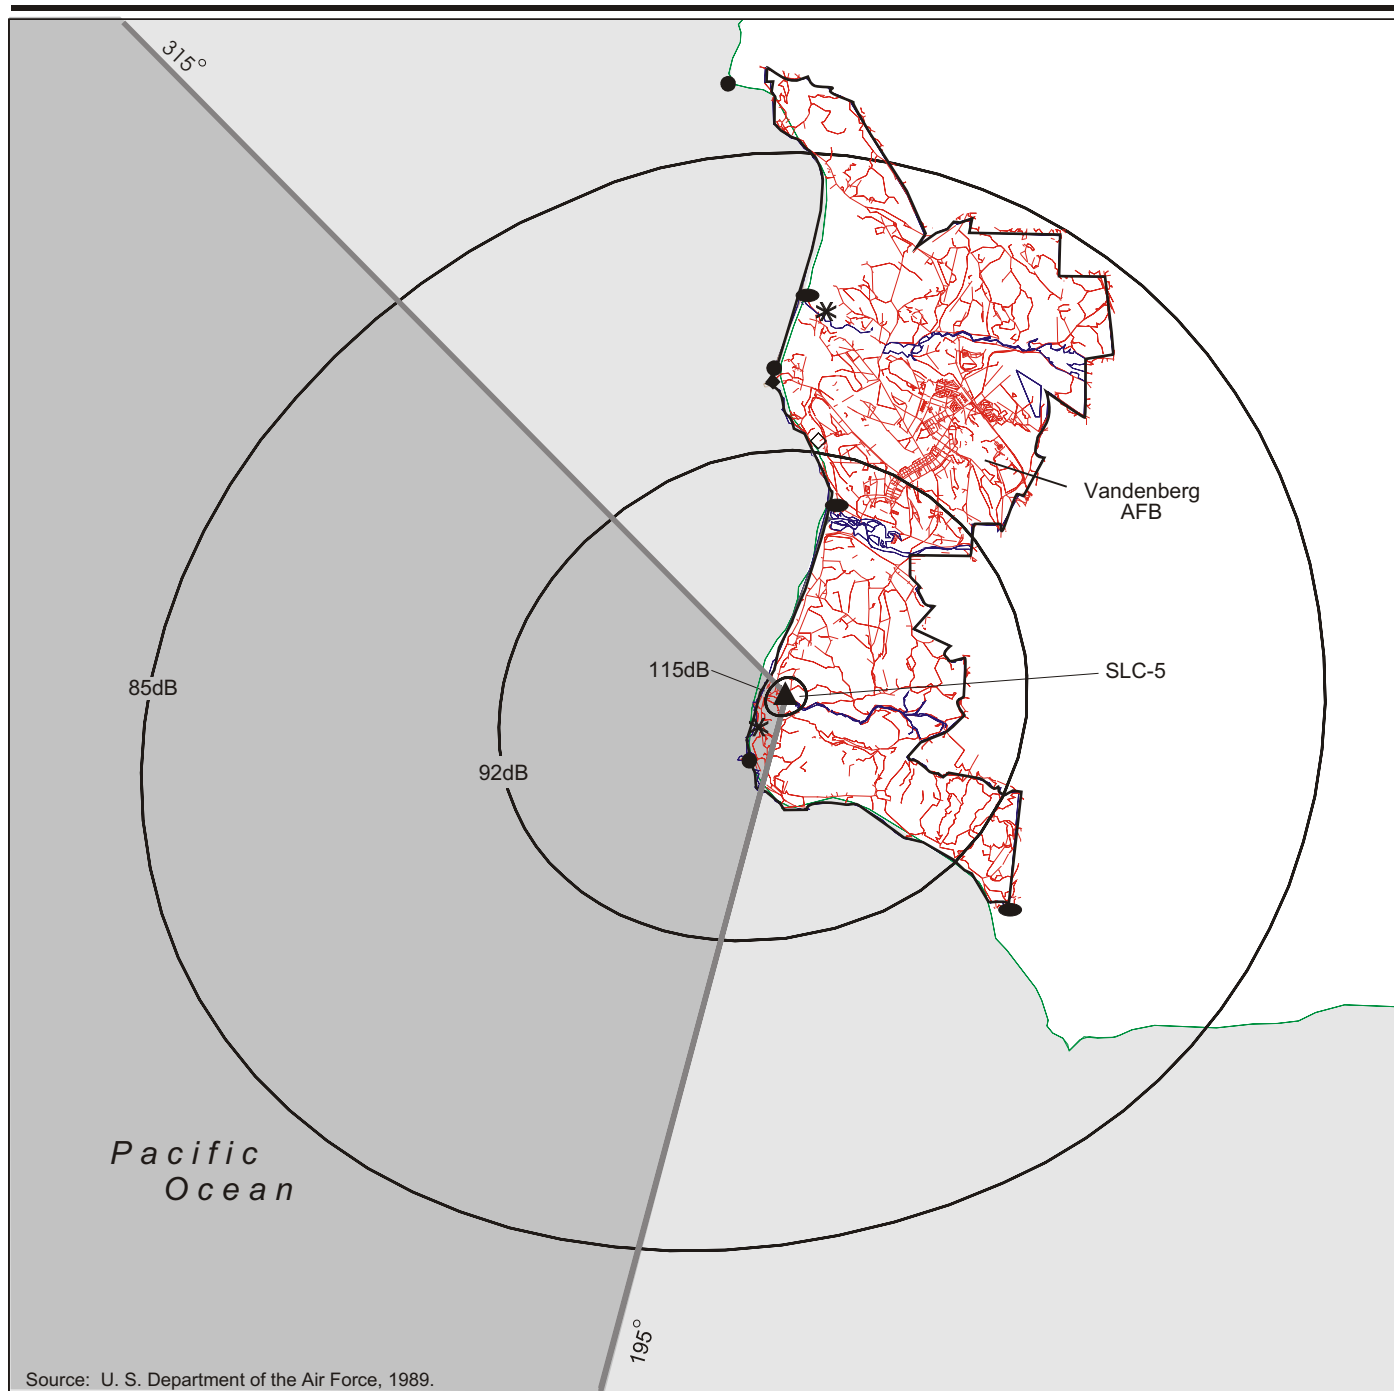 315°
Vandenberg
AFB
115dB
SLC-5
85dB
92dB
Pacific
Ocean
195°
Source: U. S. Department of the Air Force, 1989.